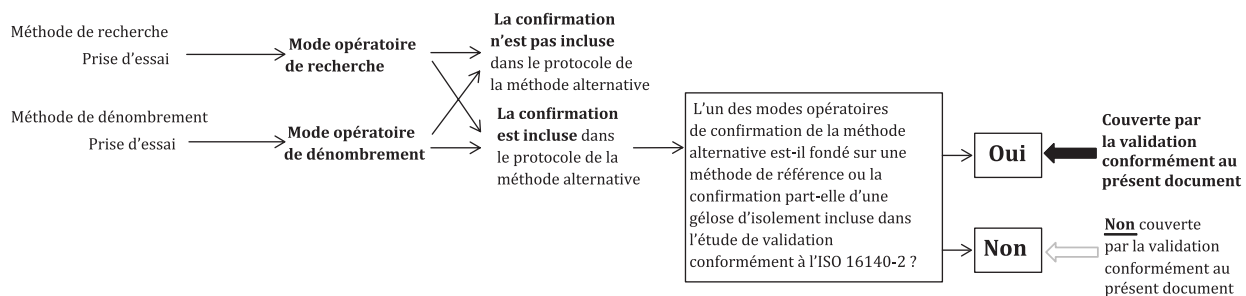 Méthode de recherche
Prise d’essai
Mode opératoire
de recherche
Méthode de dénombrement
Prise d’essai
Mode opératoire
de dénombrement
La confirmation
n’est pas incluse
dans le protocole de
la méthode alternative
La confirmation
est incluse dans
le protocole de la
méthode alternative
L’un des modes opératoires
de confirmation de la méthode
alternative est-il fondé sur une
méthode de référence ou la
confirmation part-elle d’une
gélose d’isolement incluse dans
l’étude de validation
conformément à l’ISO 16140-2 ?
Oui
Couverte par
la validation
conformément au
présent document
Non
Non couverte
par la validation
conformément au
présent document